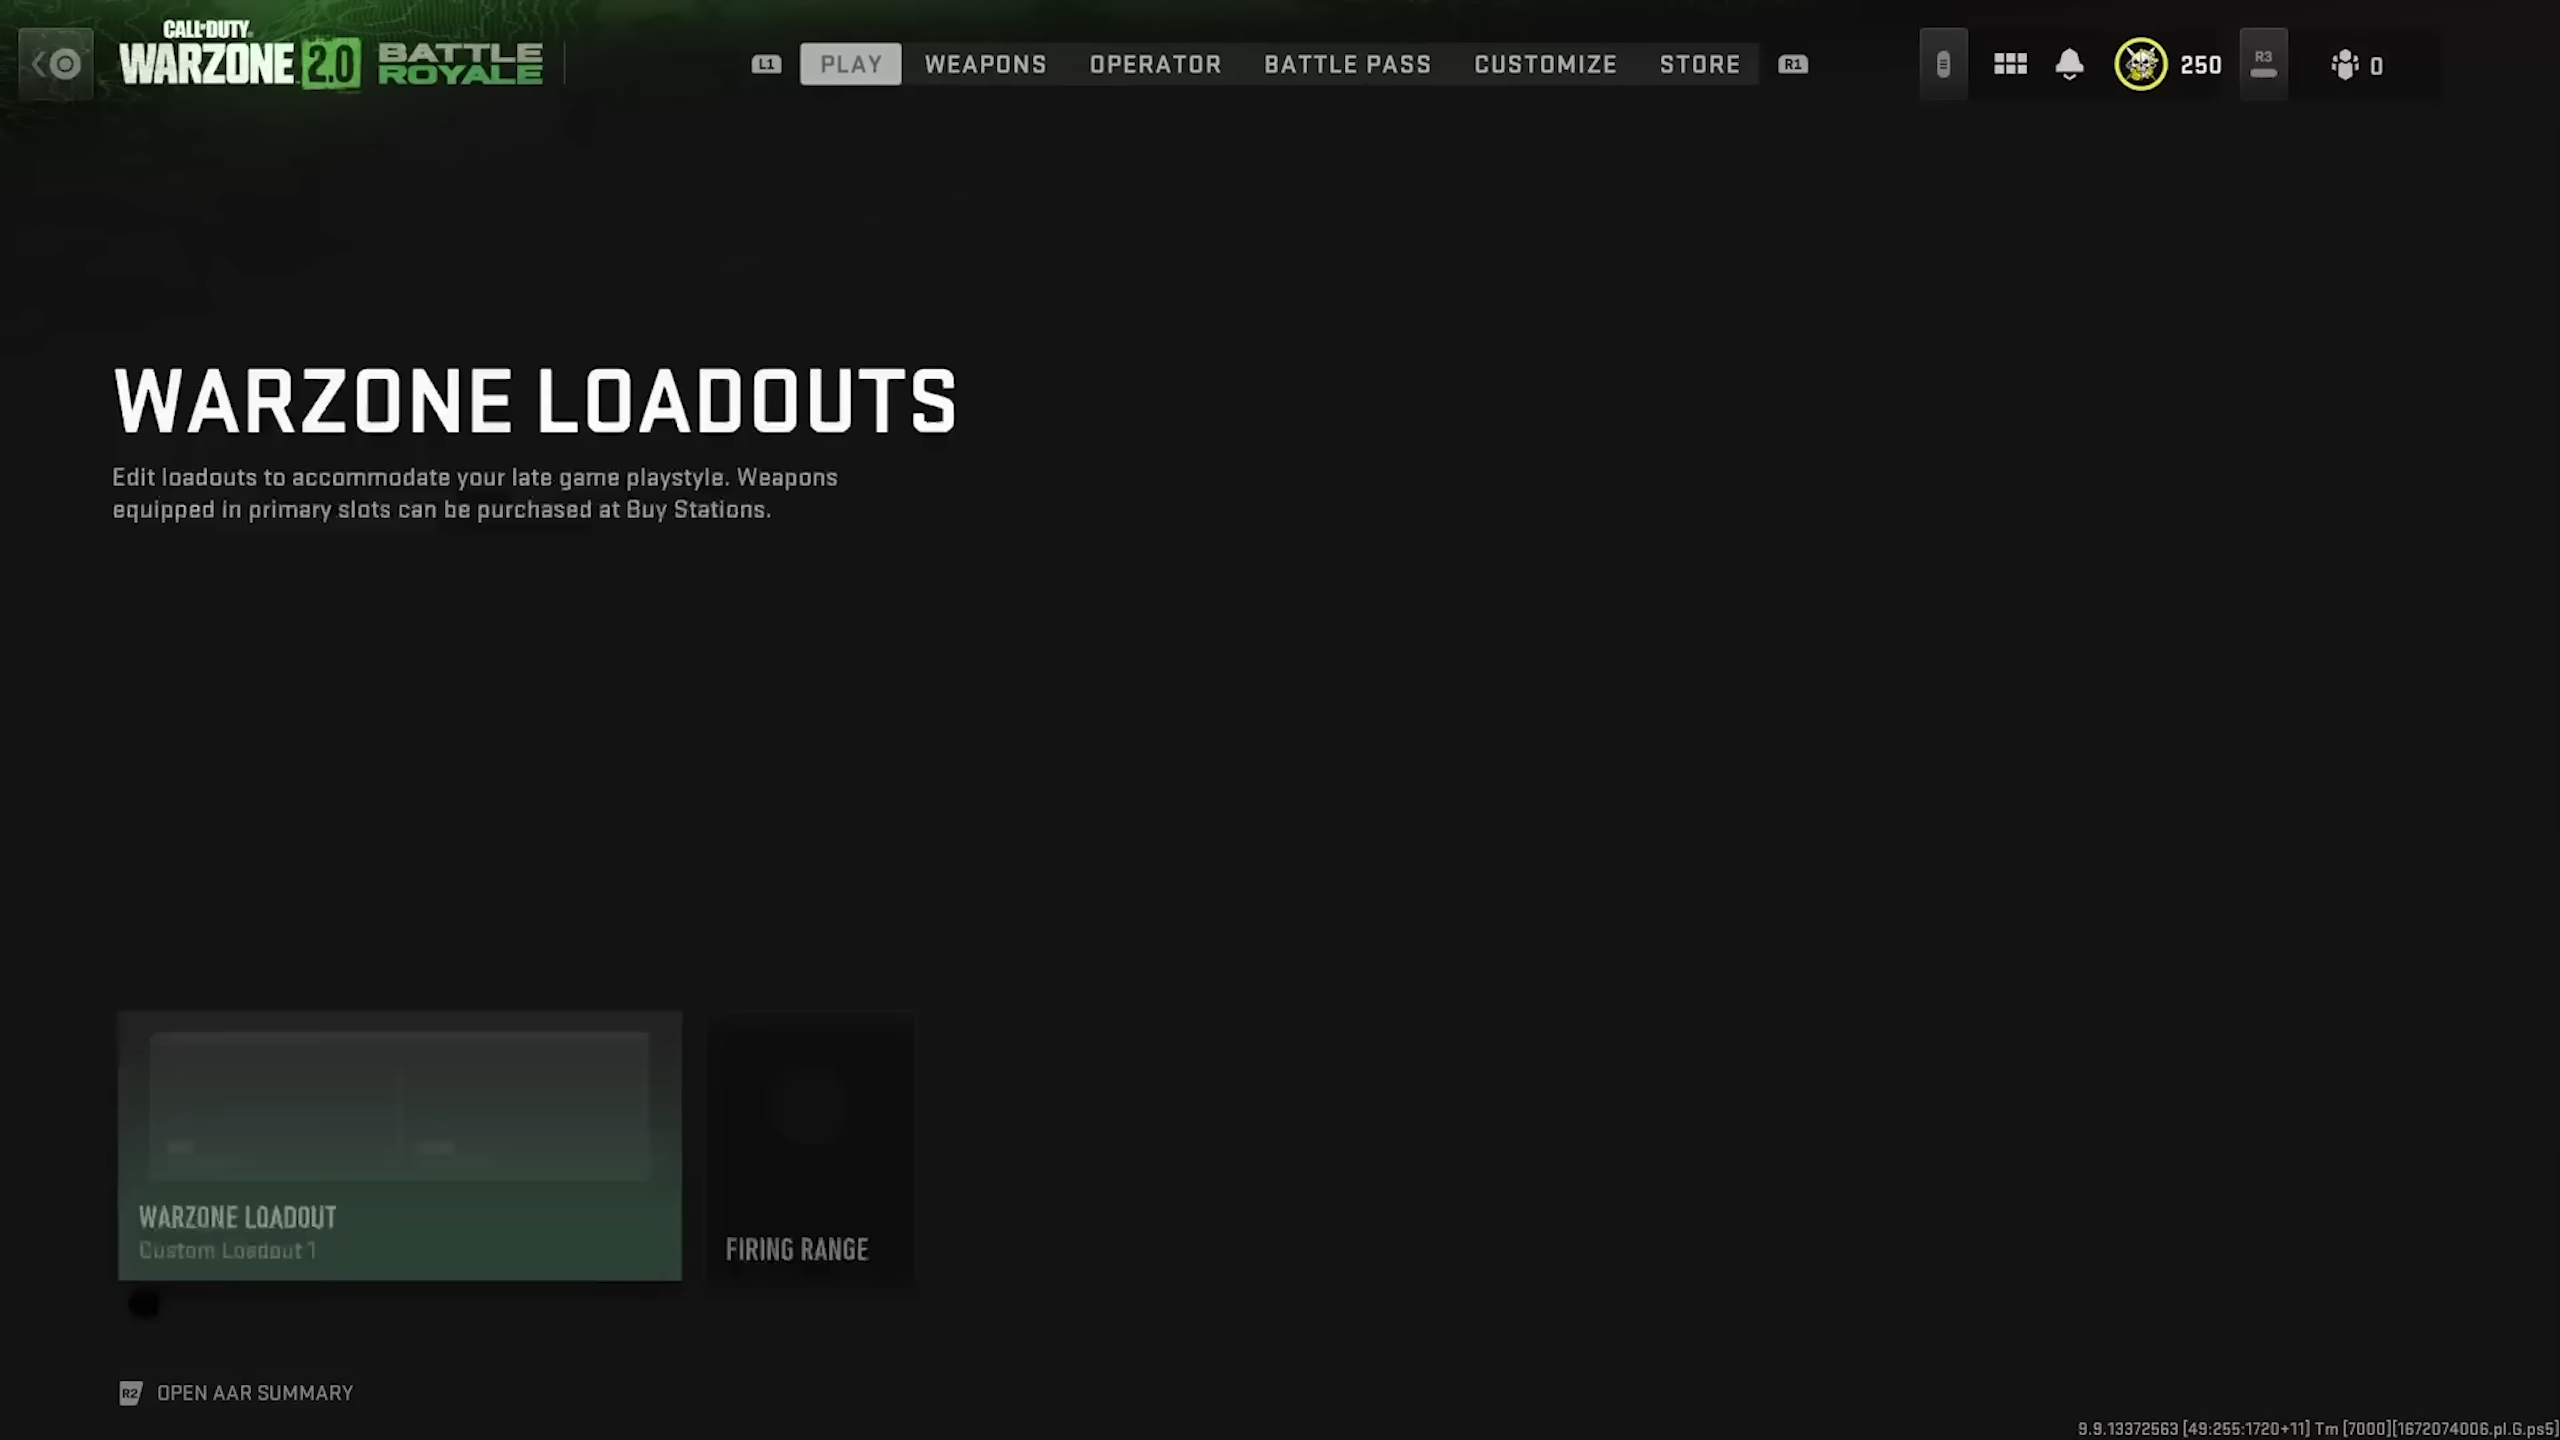 CALL OF DUTY
WARZONE 2.0 BATTLE ROYALE
L1 PLAY WEAPONS OPERATOR BATTLE PASS CUSTOMIZE STORE R1
250 R3 0
WARZONE LOADOUTS
Edit loadouts to accommodate your late game playstyle. Weapons
equipped in primary slots can be purchased at Buy Stations.
WARZONE LOADOUT
Custom Loadout 1
FIRING RANGE
R2 OPEN AAR SUMMARY
9.9.13372563 [49:255:1720+11] Tm [7000][1672074006.pl.G.ps5]